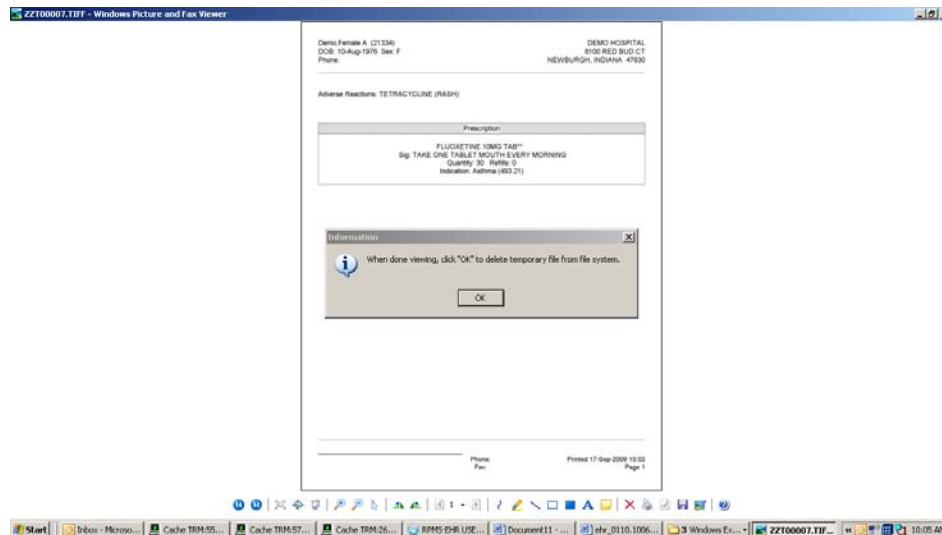 ZZT00007.TIFF - Windows Picture and Fax Viewer
Demo,Female A (21334)
DOB: 10-Aug-1976 Sex: F
Phone:
DEMO HOSPITAL
6100 RED BUD CT
NEWBURGH, INDIANA 47630
Adverse Reactions: TETRACYCLINE (RASH)
Prescription
FLUOXETINE 10MG TAB**
Sig: TAKE ONE TABLET MOUTH EVERY MORNING
Quantity: 30 Refills: 0
Indication: Asthma (493.21)
Information
When done viewing, click "OK" to delete temporary file from file system.
OK
Phone:
Fax:
Printed 17-Sep-2009 10:02
Page 1
Start
Inbox - Microso...
Cache TRM:55...
Cache TRM:57...
Cache TRM:26...
RPMS-EHR USE...
Document11 - ...
ehr_0110.1006...
3 Windows Ex...
ZZT00007.TIF...
10:05 AM